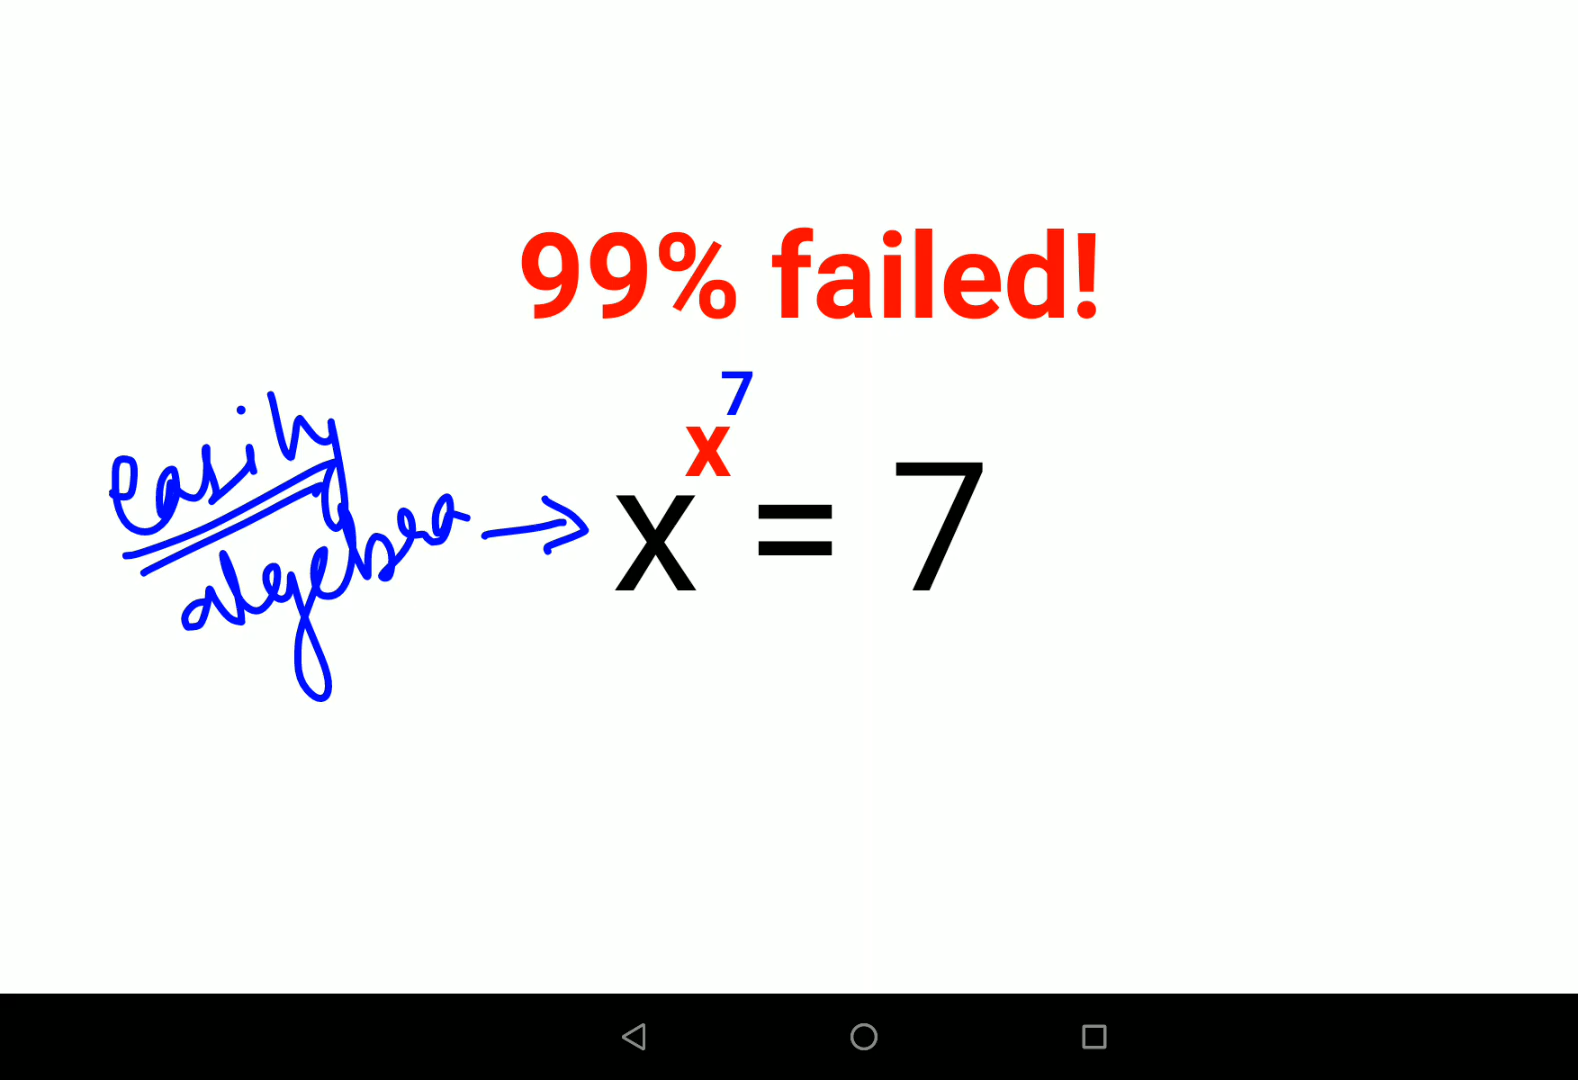 99% failed!
easily
algebra → x^x^7 = 7